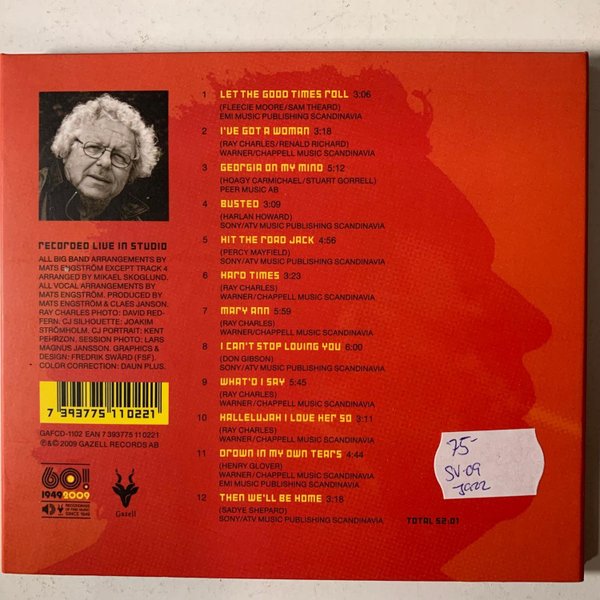 1 LET THE GOOD TIMES ROLL 3:06
(FLEECIE MOORE/SAM THEARD)
EMI MUSIC PUBLISHING SCANDINAVIA
2 I'VE GOT A WOMAN 3:18
(RAY CHARLES/RENALD RICHARD)
WARNER/CHAPPELL MUSIC SCANDINAVIA
3 GEORGIA ON MY MIND 5:12
(HOAGY CARMICHAEL/STUART GORRELL)
PEER MUSIC AB
4 BUSTED 3:09
(HARLAN HOWARD)
SONY/ATV MUSIC PUBLISHING SCANDINAVIA
5 HIT THE ROAD JACK 4:56
(PERCY MAYFIELD)
SONY/ATV MUSIC PUBLISHING SCANDINAVIA
6 HARD TIMES 3:23
(RAY CHARLES)
WARNER/CHAPPELL MUSIC SCANDINAVIA
7 MARY ANN 5:59
(RAY CHARLES)
WARNER/CHAPPELL MUSIC SCANDINAVIA
8 I CAN'T STOP LOVING YOU 6:00
(DON GIBSON)
SONY/ATV MUSIC PUBLISHING SCANDINAVIA
9 WHAT'D I SAY 5:45
(RAY CHARLES)
WARNER/CHAPPELL MUSIC SCANDINAVIA
10 HALLELUJAH I LOVE HER SO 3:11
(RAY CHARLES)
WARNER/CHAPPELL MUSIC SCANDINAVIA
11 DROWN IN MY OWN TEARS 4:44
(HENRY GLOVER)
WARNER/CHAPPELL MUSIC SCANDINAVIA
EMI MUSIC PUBLISHING SCANDINAVIA
12 THEN WE'LL BE HOME 3:18
(SADYE SHEPARD)
SONY/ATV MUSIC PUBLISHING SCANDINAVIA
TOTAL 52:01
RECORDED LIVE IN STUDIO
ALL BIG BAND ARRANGEMENTS BY
MATS ENGSTRÖM EXCEPT TRACK 4
ARRANGED BY MIKAEL SKOGLUND.
ALL VOCAL ARRANGEMENTS BY
MATS ENGSTRÖM. PRODUCED BY
MATS ENGSTRÖM & CLAES JANSON.
RAY CHARLES PHOTO: DAVID RED-
FERN. CJ SILHOUETTE: JOAKIM
STRÖMHOLM. CJ PORTRAIT: KENT
PEHRZON. SESSION PHOTO: LARS
MAGNUS JANSSON. GRAPHICS &
DESIGN: FREDRIK SWÄRD (FSF).
COLOR CORRECTION: DAUN PLUS.
7 393775 110221
GAFCD-1102 EAN 7 393775 110221
℗&© 2009 GAZELL RECORDS AB
60!
1949 2009
RECORDINGS
OF FINE MUSIC
SINCE 1949
Gazell
75-
SV-09
Jazz